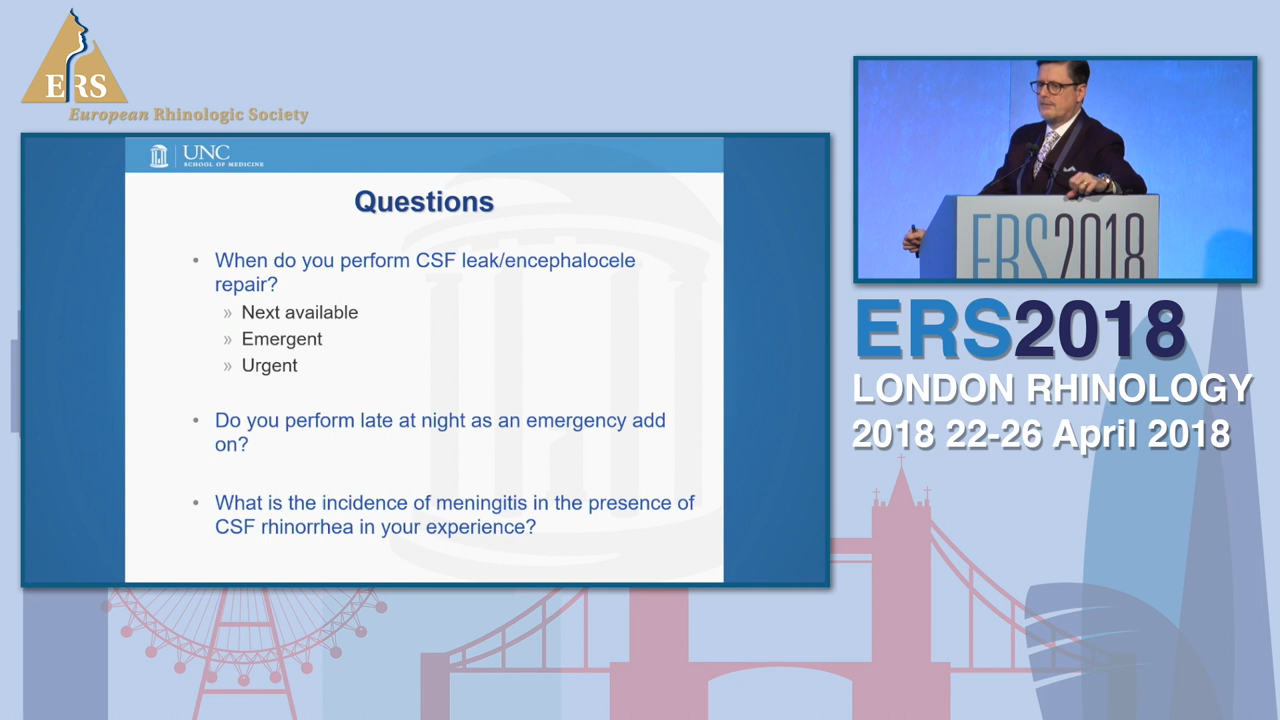 ERS
European Rhinologic Society
UNC
SCHOOL OF MEDICINE
Questions
• When do you perform CSF leak/encephalocele
repair?
» Next available
» Emergent
» Urgent
• Do you perform late at night as an emergency add
on?
• What is the incidence of meningitis in the presence of
CSF rhinorrhea in your experience?
ERS2018
ERS2018
LONDON RHINOLOGY
2018 22-26 April 2018